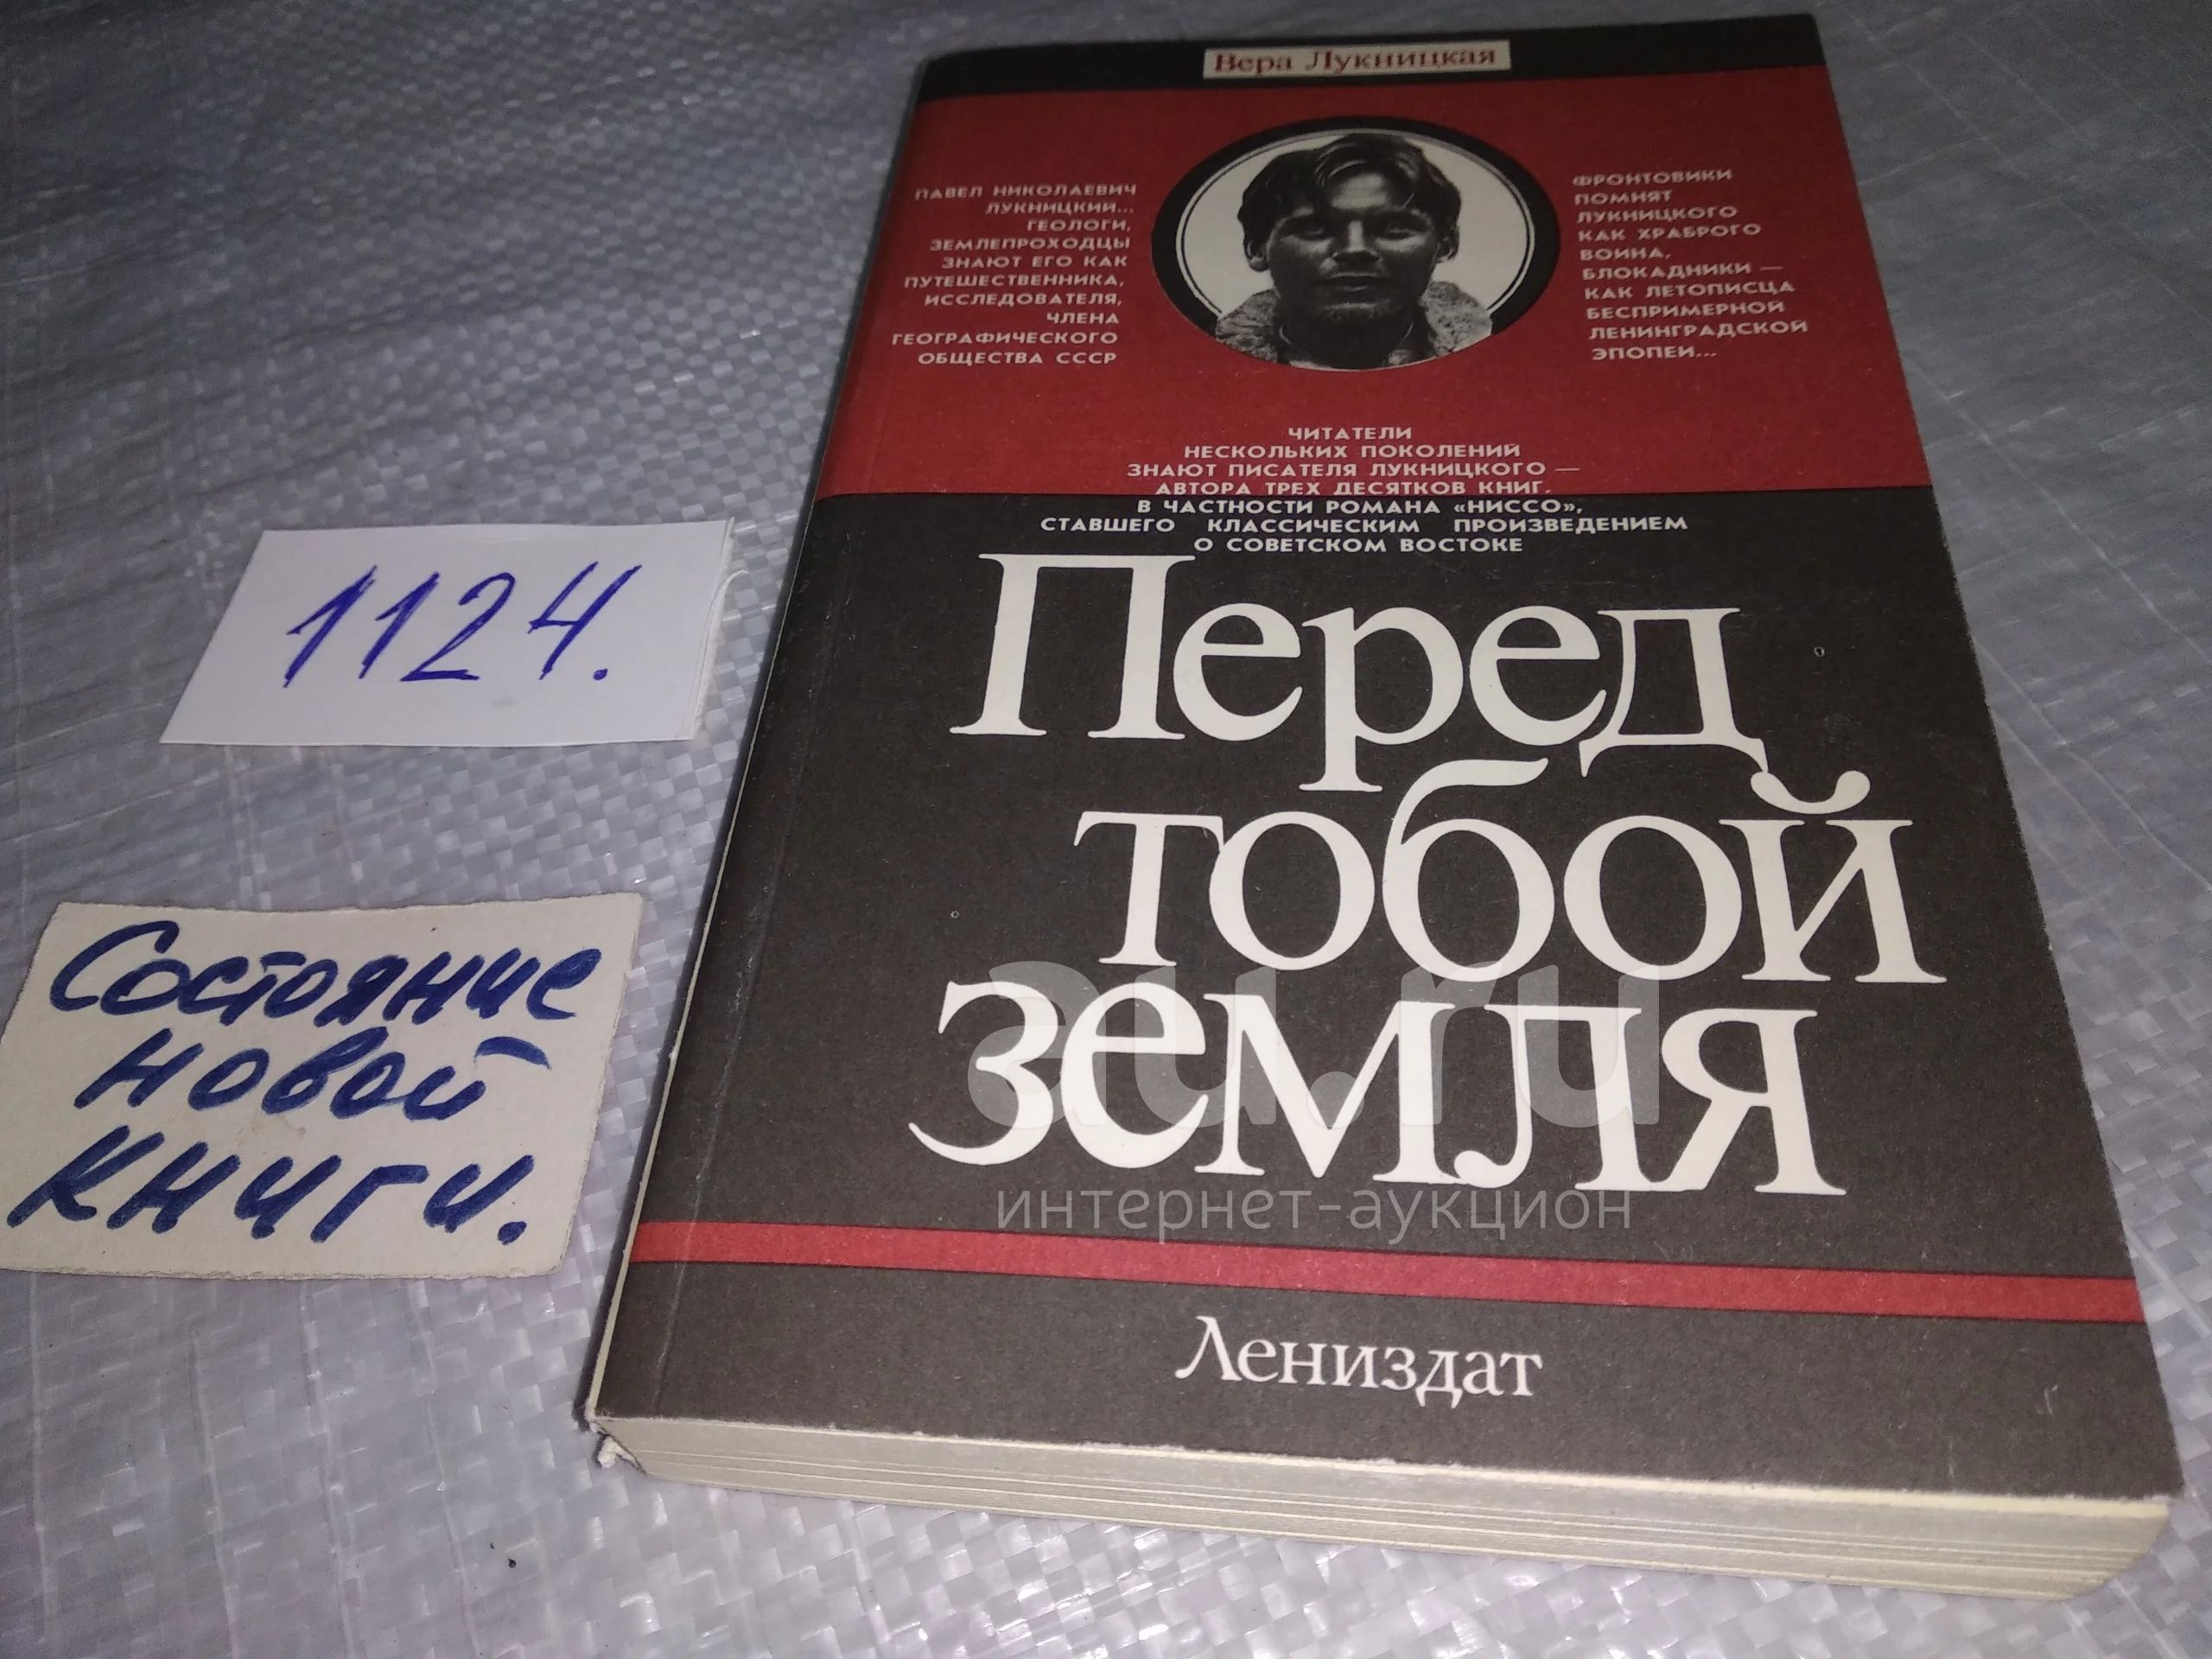 Вера Лукницкая
ПАВЕЛ НИКОЛАЕВИЧ
ЛУКНИЦКИЙ...
ГЕОЛОГИ,
ЗЕМЛЕПРОХОДЦЫ
ЗНАЮТ ЕГО КАК
ПУТЕШЕСТВЕННИКА,
ИССЛЕДОВАТЕЛЯ,
ЧЛЕНА
ГЕОГРАФИЧЕСКОГО
ОБЩЕСТВА СССР
ФРОНТОВИКИ
ПОМНЯТ
ЛУКНИЦКОГО
КАК ХРАБРОГО
ВОИНА,
БЛОКАДНИКИ —
КАК ЛЕТОПИСЦА
БЕСПРИМЕРНОЙ
ЛЕНИНГРАДСКОЙ
ЭПОПЕИ...
ЧИТАТЕЛИ
НЕСКОЛЬКИХ ПОКОЛЕНИЙ
ЗНАЮТ ПИСАТЕЛЯ ЛУКНИЦКОГО —
АВТОРА ТРЕХ ДЕСЯТКОВ КНИГ,
В ЧАСТНОСТИ РОМАНА «НИССО»,
СТАВШЕГО КЛАССИЧЕСКИМ ПРОИЗВЕДЕНИЕМ
О СОВЕТСКОМ ВОСТОКЕ
Перед
тобой
земля
Лениздат
1124.
Состояние
новой
книги.
au.ru
интернет-аукцион